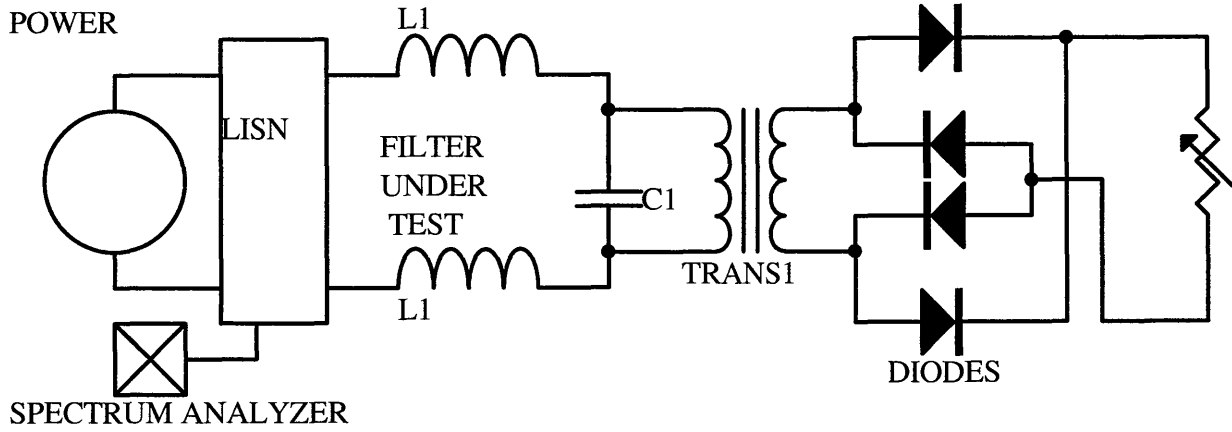 POWER
L1
LISN
FILTER
UNDER
TEST
C1
L1
TRANS1
DIODES
SPECTRUM ANALYZER